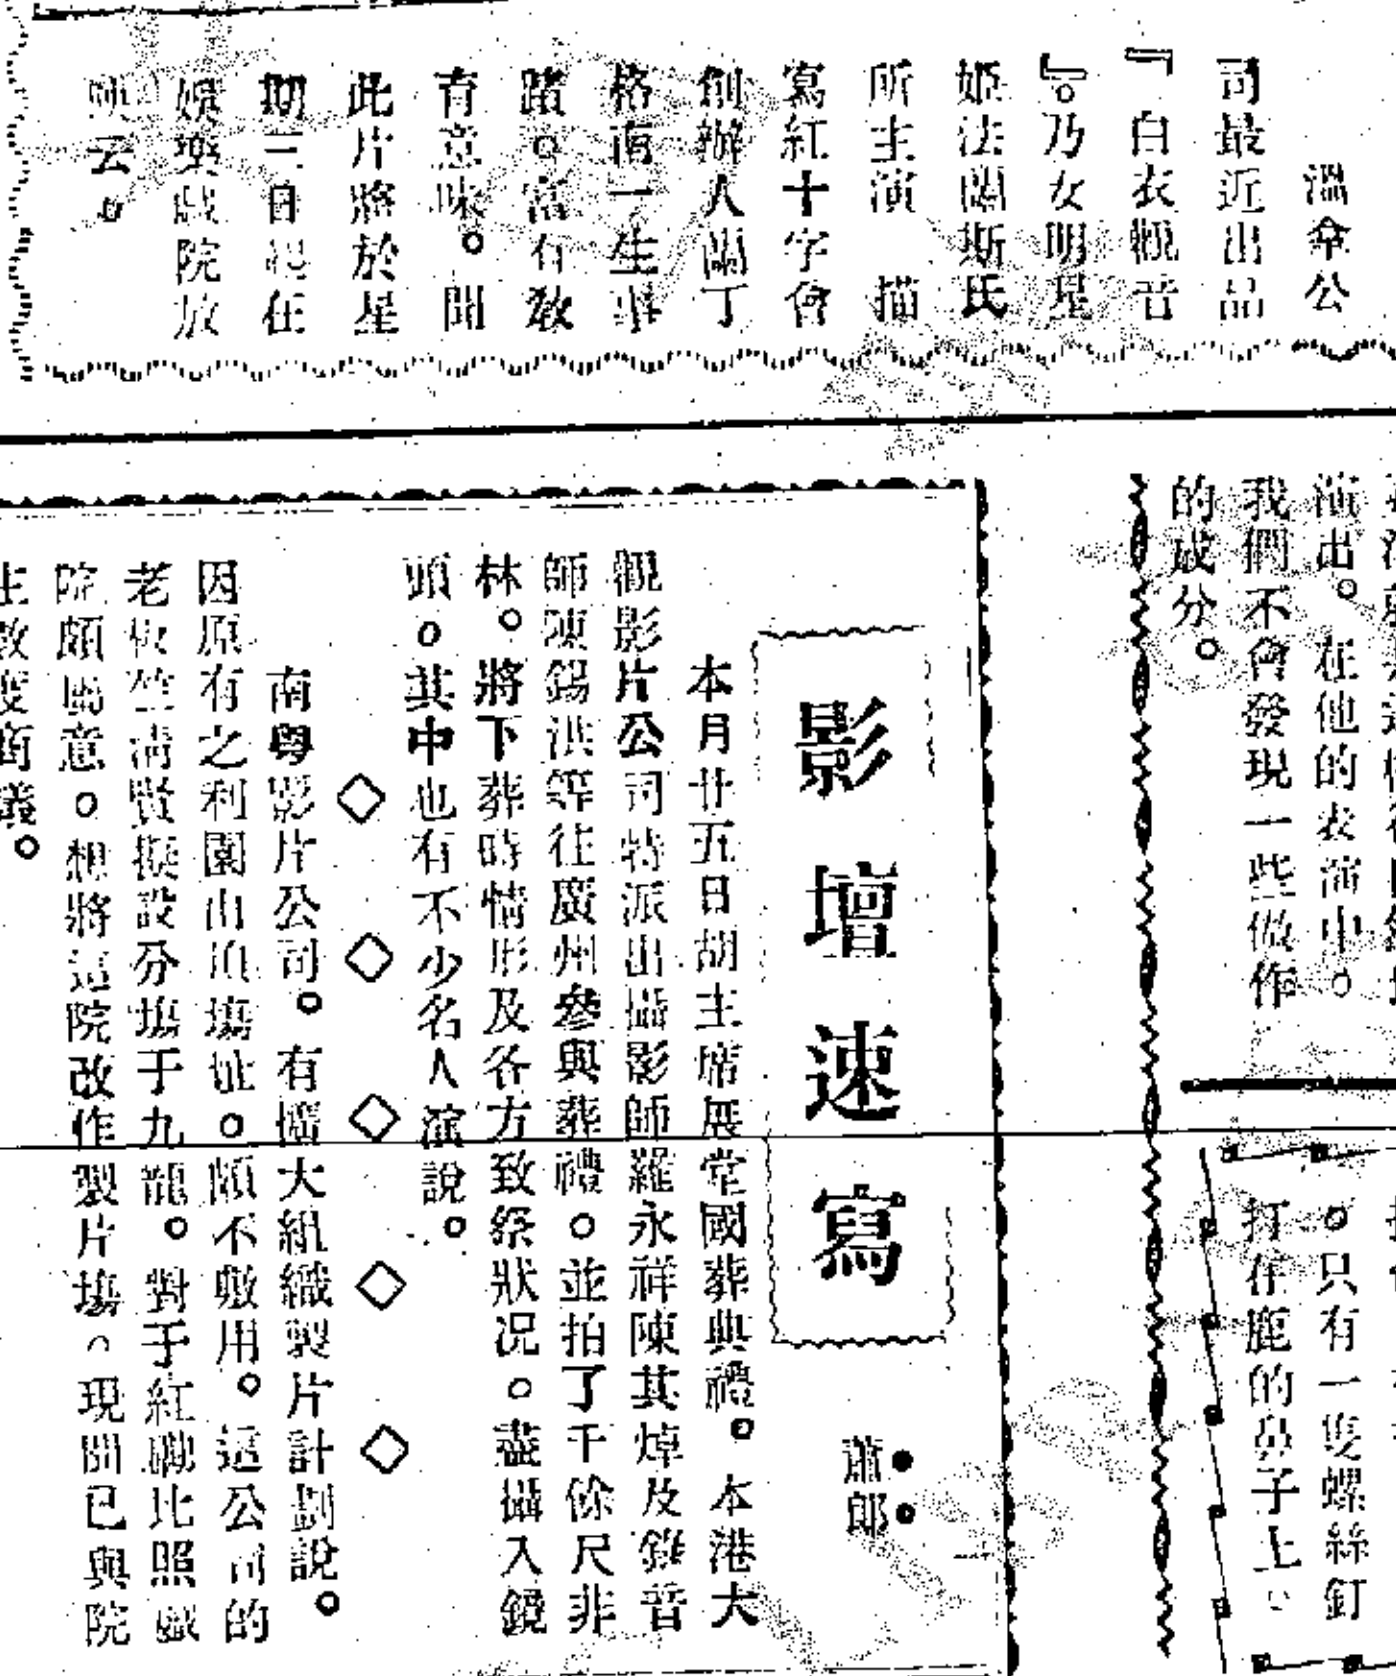 溫拿公
司最近出品
『白衣觀音
』。乃女明星
姬法蘭斯氏
所主演 描
寫紅十字會
創辦人蘭丁
格兩一生事
蹟。富有教
育意味。聞
此片將於星
期三日起在
娛樂戲院放
映云。
演出。在他的表演中。
我們不會發現一些做作
的成分。
。只有一隻螺絲釘
打在鹿的鼻子上。
影壇速寫
蕭郎
本月廿五日胡主席展堂國葬典禮。本港大
觀影片公司特派出攝影師羅永祥陳其焯及錄音
師陳錫洪等往廣州參與葬禮。並拍了千餘尺非
林。將下葬時情形及各方致祭狀況。盡攝入鏡
頭。其中也有不少名人演說。
◇◇◇◇◇
南粵影片公司。有擴大組織製片計劃說。
因原有之利園山頂塲址。頗不敷用。這公司的
老板竺清賢擬設分塲于九龍。對于紅磡比照戲
院頗屬意。想將這院改作製片塲。現聞已與院
主數度商議。